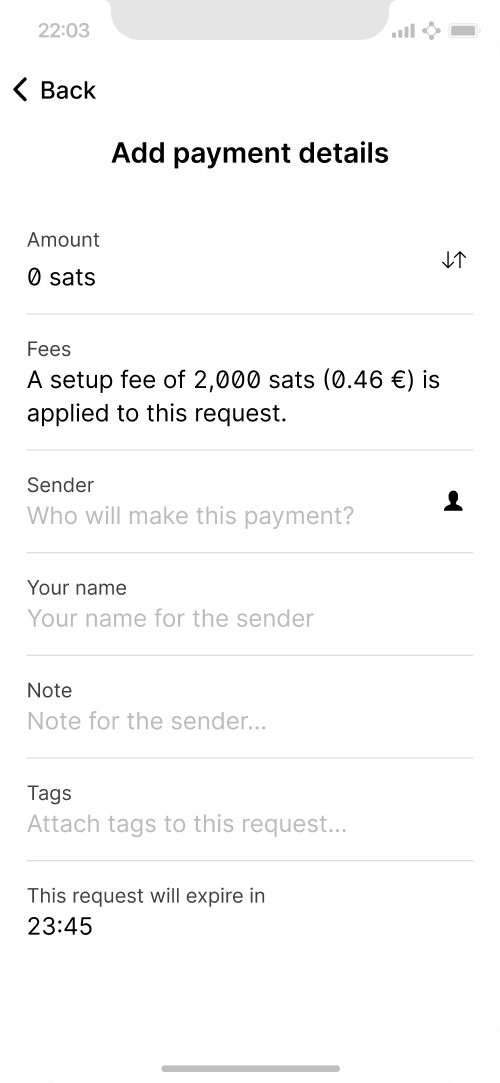 22:03
Back
Add payment details
Amount
0 sats
Fees
A setup fee of 2,000 sats (0.46 €) is
applied to this request.
Sender
Who will make this payment?
Your name
Your name for the sender
Note
Note for the sender...
Tags
Attach tags to this request...
This request will expire in
23:45